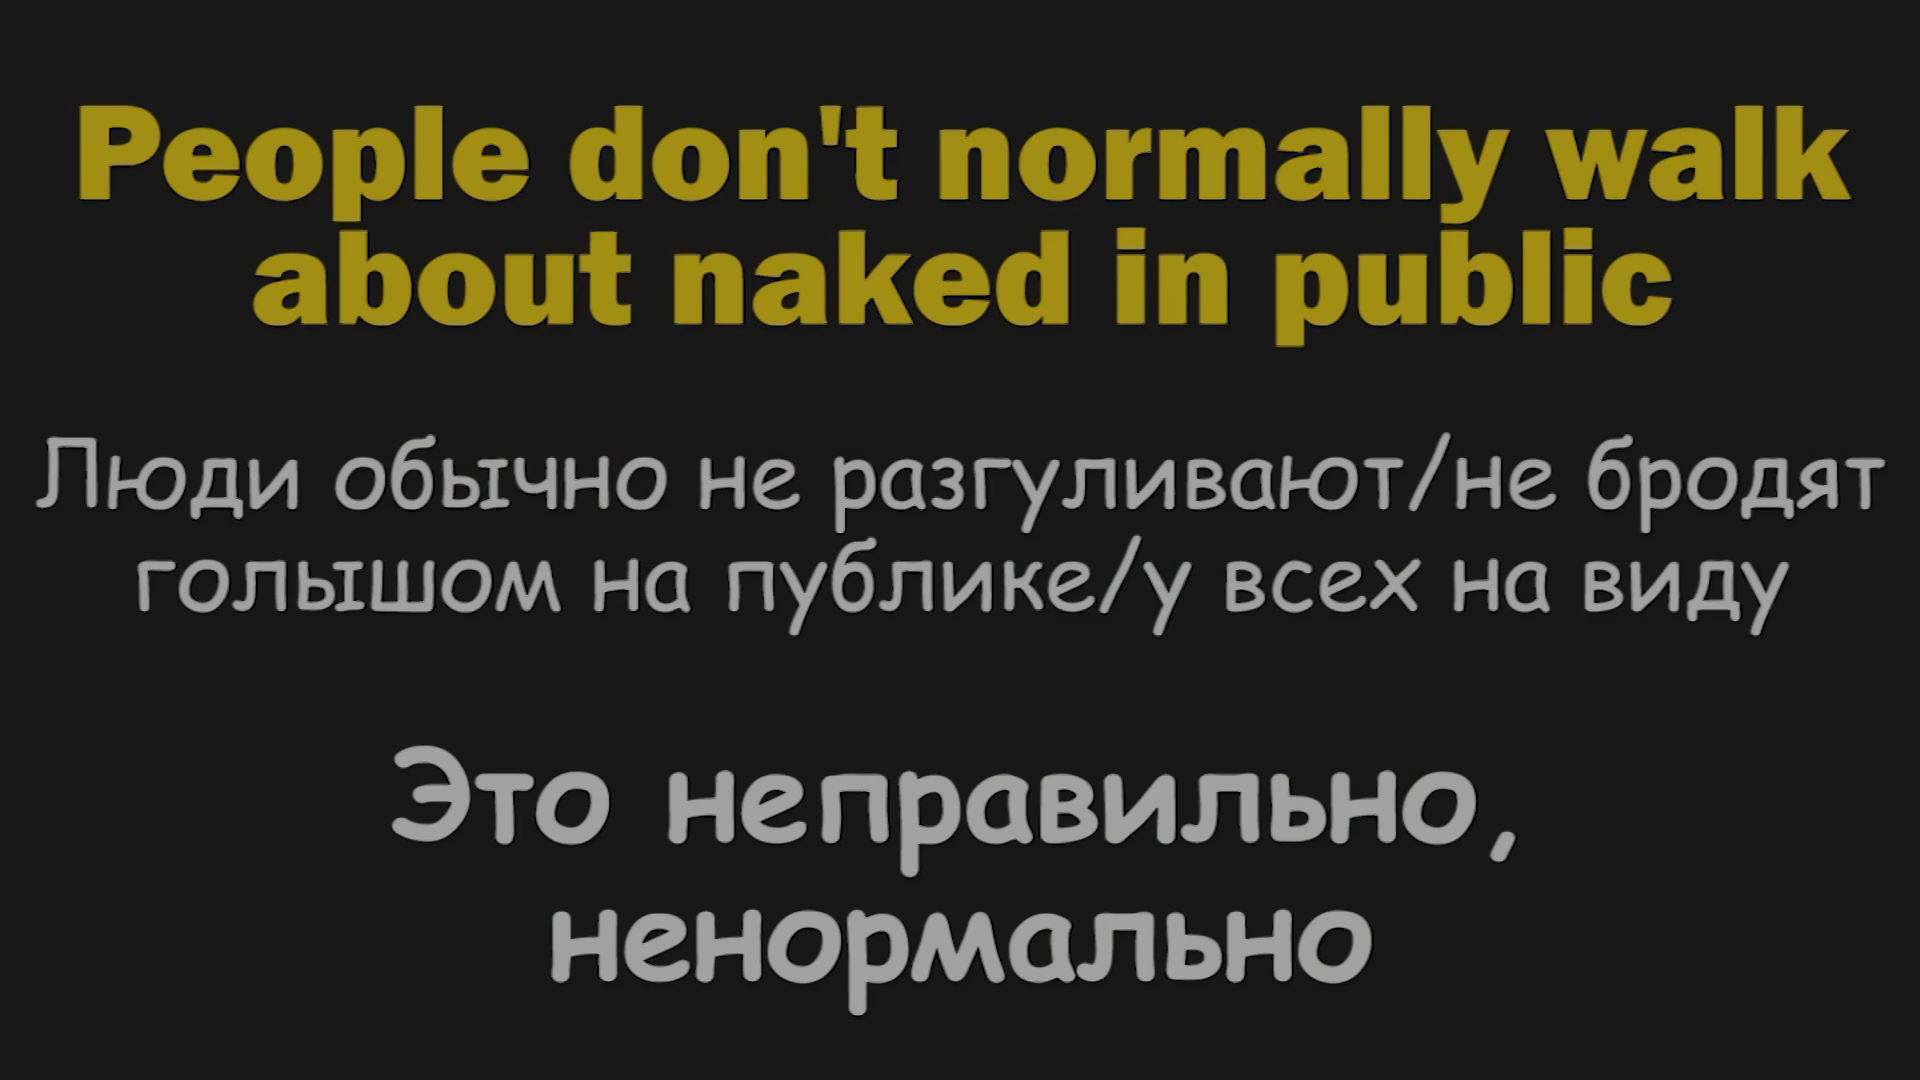 People don't normally walk
about naked in public
Люди обычно не разгуливают/не бродят
голышом на публике/у всех на виду
Это неправильно,
ненормально